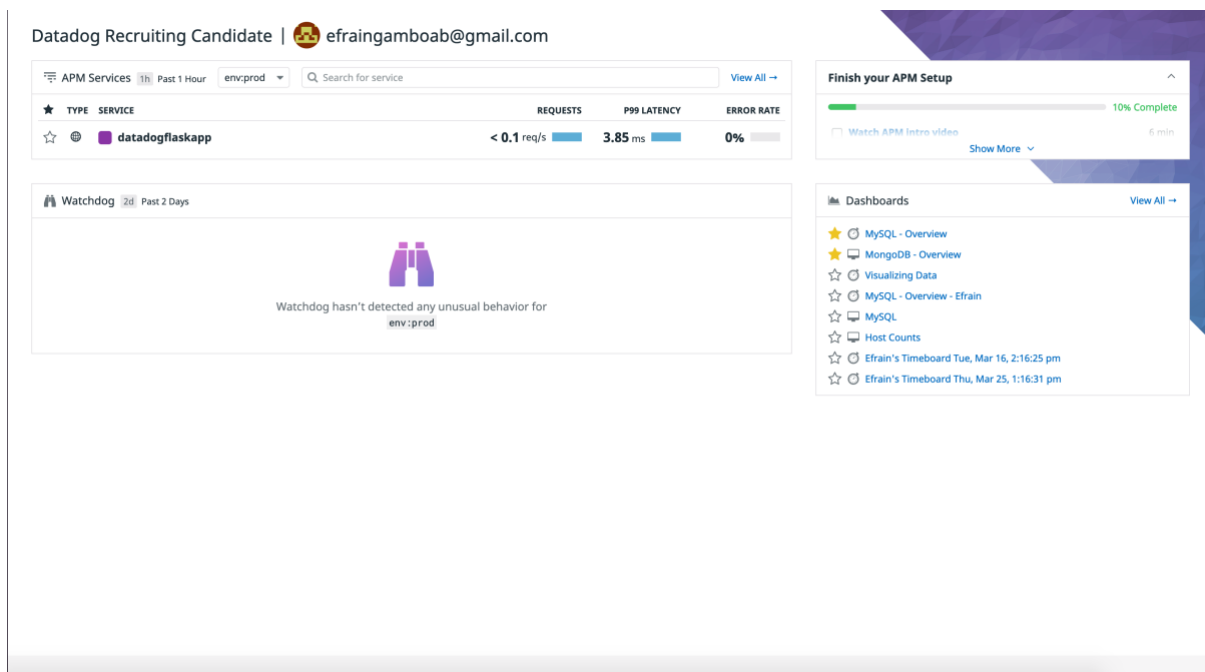 Datadog Recruiting Candidate | efraingamboab@gmail.com
APM Services 1h Past 1 Hour env:prod Search for service View All →
TYPE SERVICE REQUESTS P99 LATENCY ERROR RATE
datadogflaskapp < 0.1 req/s 3.85 ms 0%
Finish your APM Setup
10% Complete
Watch APM intro video 6 min
Show More
Watchdog 2d Past 2 Days
Watchdog hasn't detected any unusual behavior for
env:prod
Dashboards View All →
MySQL - Overview
MongoDB - Overview
Visualizing Data
MySQL - Overview - Efrain
MySQL
Host Counts
Efrain's Timeboard Tue, Mar 16, 2:16:25 pm
Efrain's Timeboard Thu, Mar 25, 1:16:31 pm